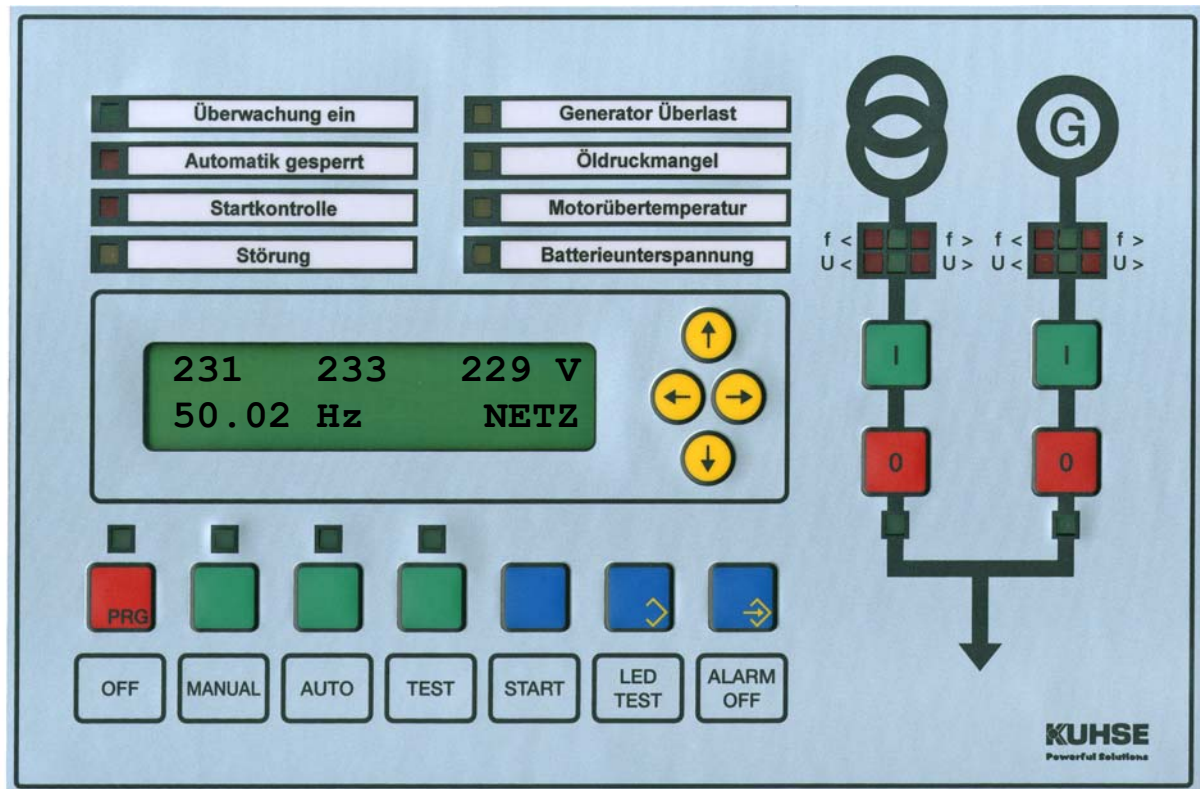 Überwachung ein
Automatik gesperrt
Startkontrolle
Störung
Generator Überlast
Öldruckmangel
Motorübertemperatur
Batterieunterspannung
231 233 229 V
50.02 Hz NETZ
G
f < f >
U < U >
f < f >
U < U >
I I
0 0
PRG
OFF
MANUAL
AUTO
TEST
START
LED
TEST
ALARM
OFF
KUHSE
Powerful Solutions